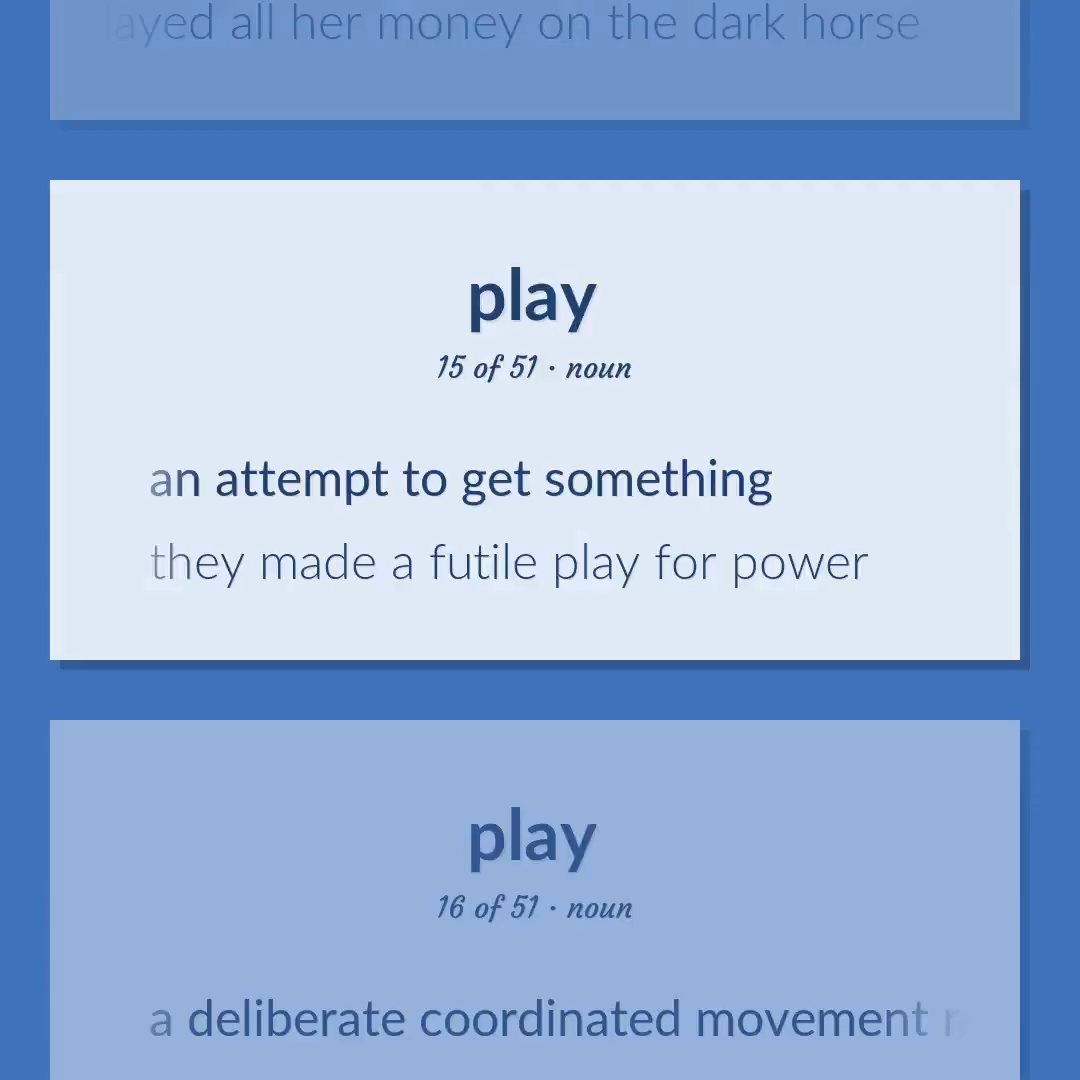 layed all her money on the dark horse
play
15 of 51 · noun
an attempt to get something
they made a futile play for power
play
16 of 51 · noun
a deliberate coordinated movement